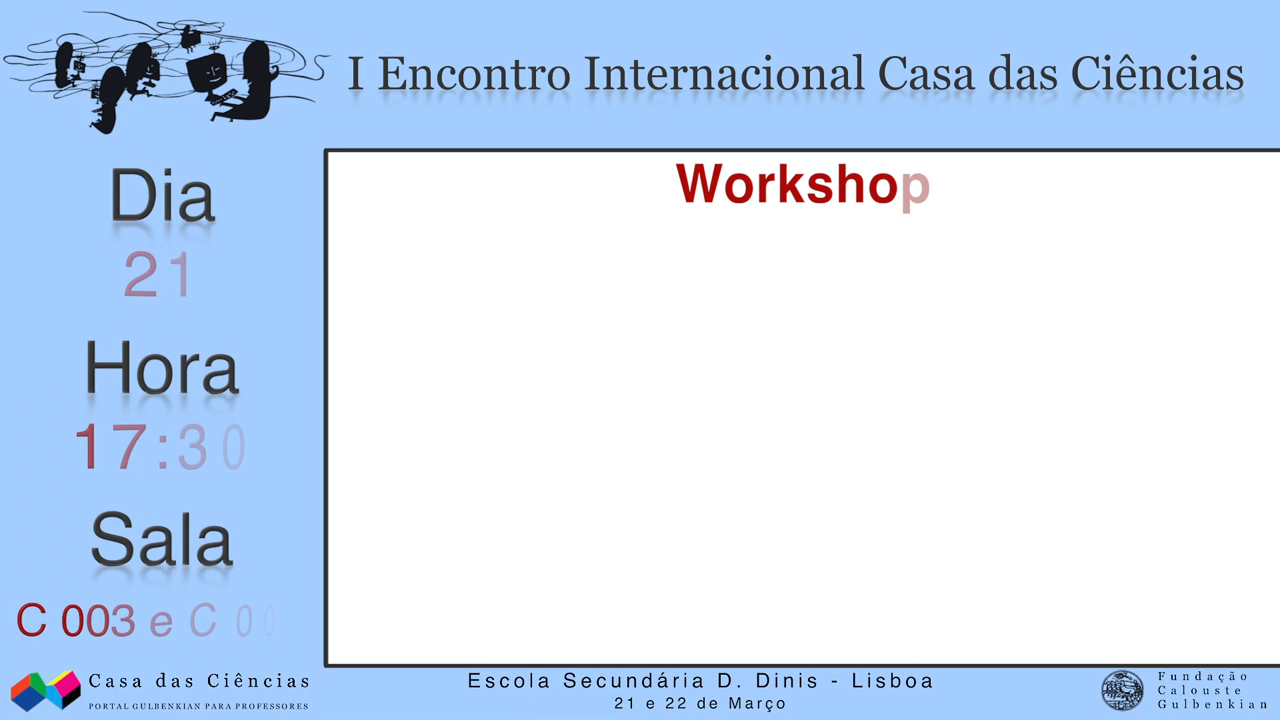 I Encontro Internacional Casa das Ciências
Dia
21
Hora
17:30
Sala
C 003 e C 00
Workshop
Casa das Ciências
PORTAL GULBENKIAN PARA PROFESSORES
Escola Secundária D. Dinis - Lisboa
21 e 22 de Março
Fundação
Calouste
Gulbenkian